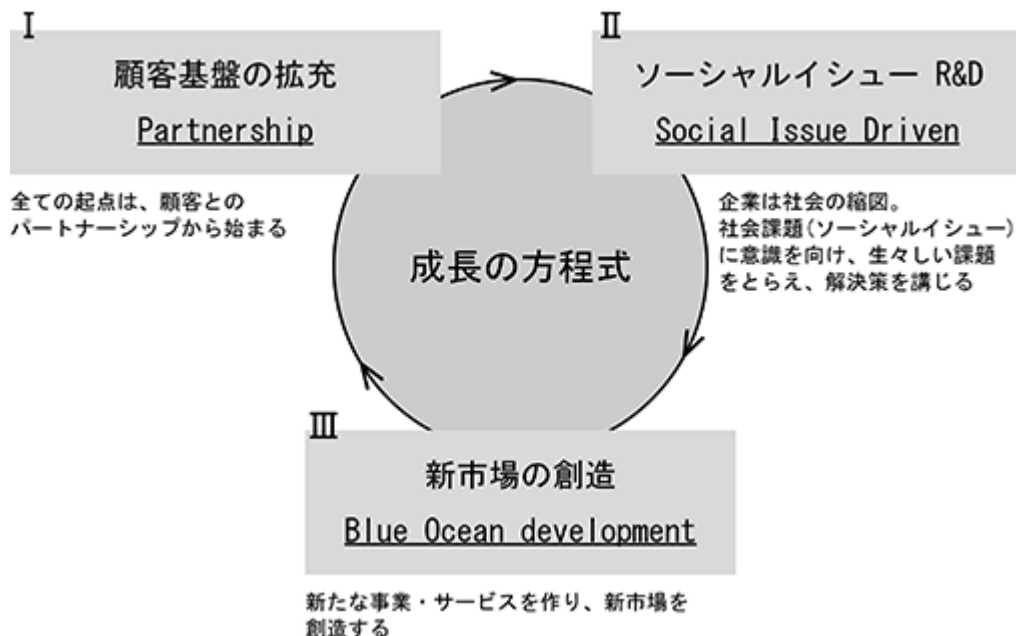 Ⅰ
顧客基盤の拡充
Partnership
全ての起点は、顧客との
パートナーシップから始まる
Ⅱ
ソーシャルイシュー R&D
Social Issue Driven
企業は社会の縮図。
社会課題(ソーシャルイシュー)
に意識を向け、生々しい課題
をとらえ、解決策を講じる
成長の方程式
Ⅲ
新市場の創造
Blue Ocean development
新たな事業・サービスを作り、新市場を
創造する